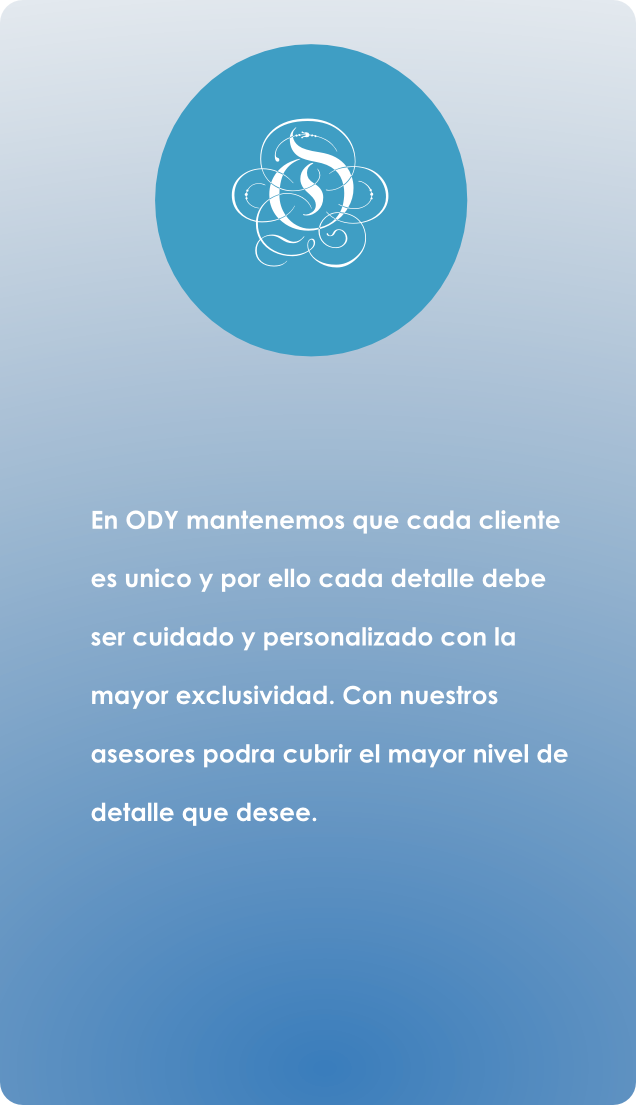 En ODY mantenemos que cada cliente
es unico y por ello cada detalle debe
ser cuidado y personalizado con la
mayor exclusividad. Con nuestros
asesores podra cubrir el mayor nivel de
detalle que desee.